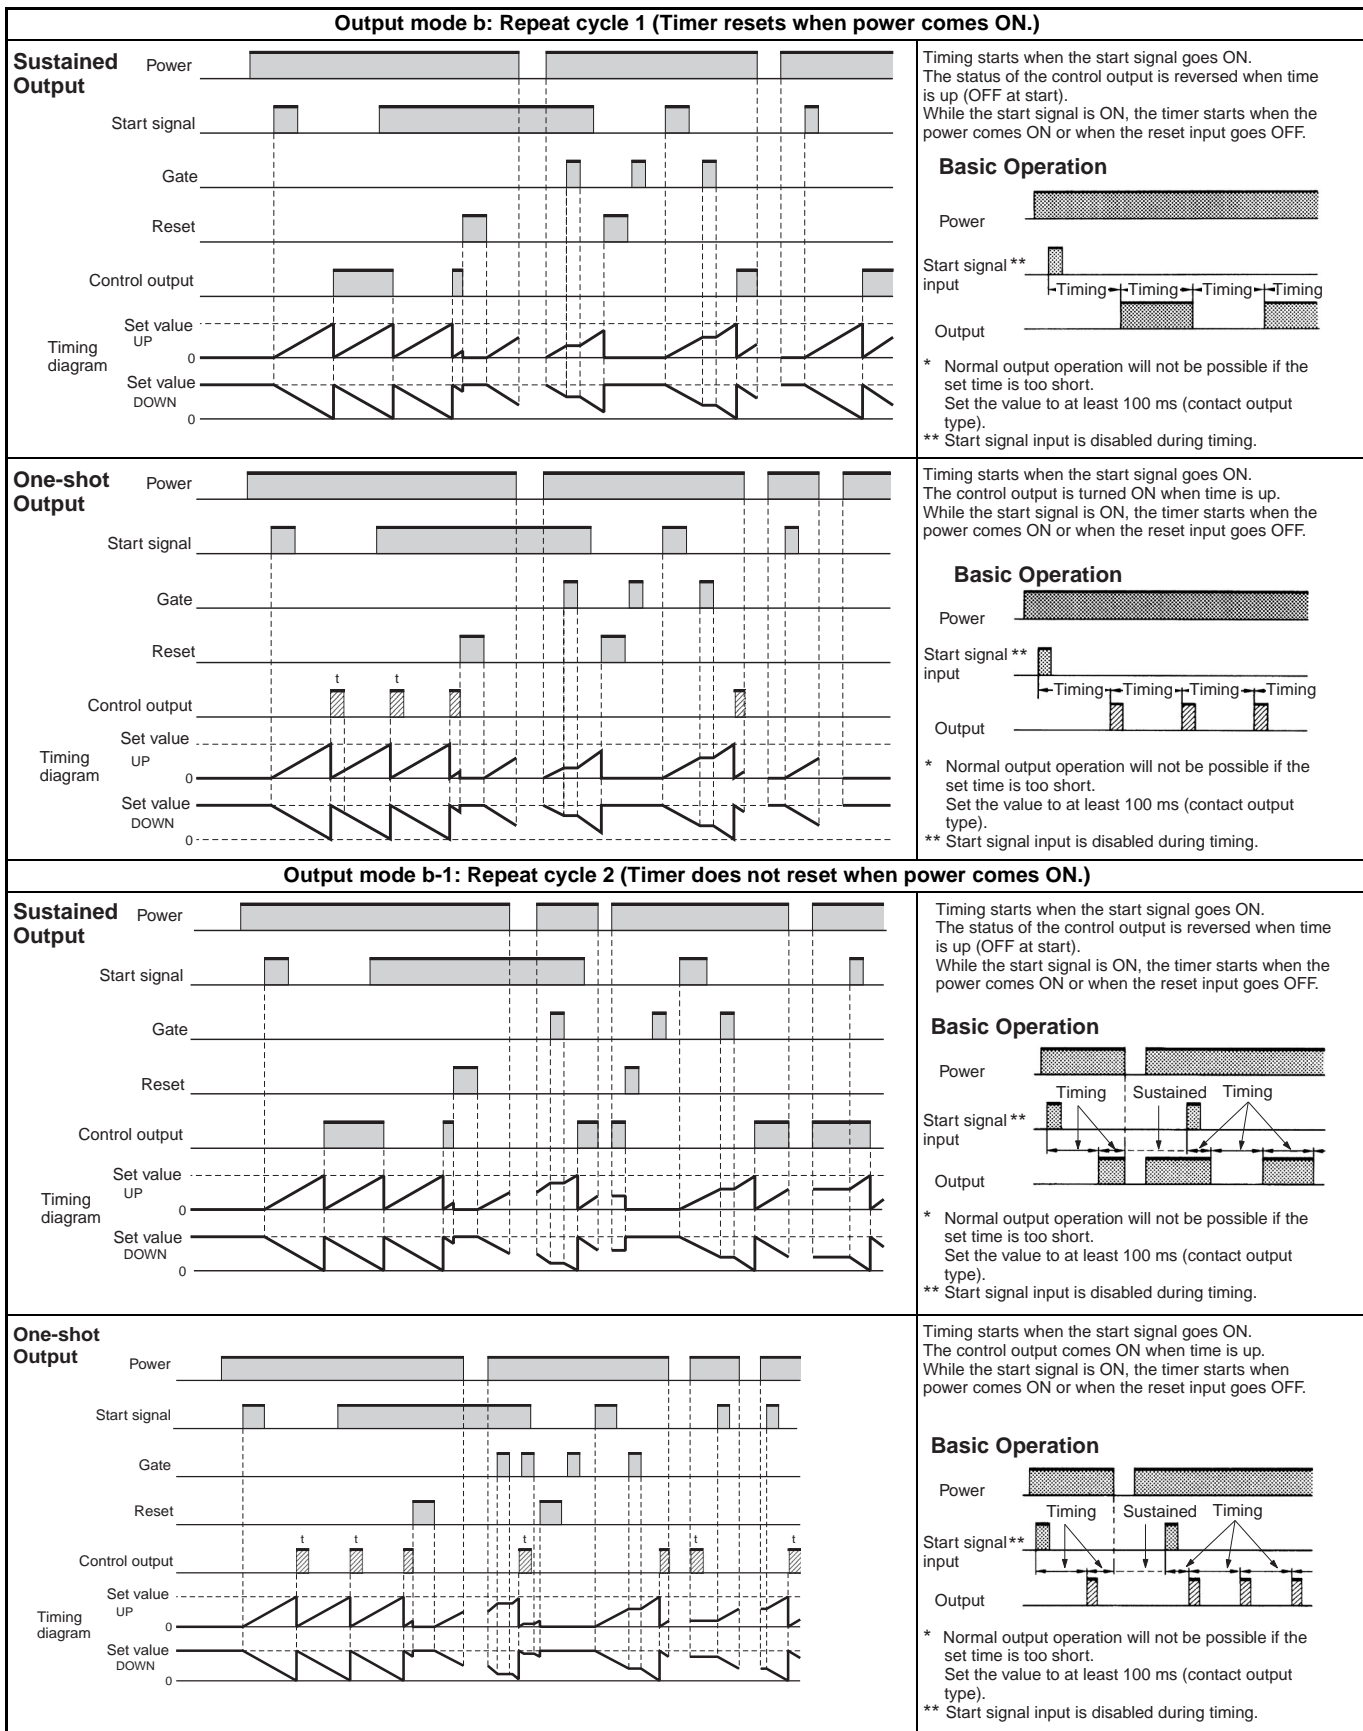 Output mode b: Repeat cycle 1 (Timer resets when power comes ON.)
Sustained
Output
Power
Start signal
Gate
Reset
Control output
Set value
UP
0
Timing
diagram
Set value
DOWN
0
Timing starts when the start signal goes ON.
The status of the control output is reversed when time
is up (OFF at start).
While the start signal is ON, the timer starts when the
power comes ON or when the reset input goes OFF.
Basic Operation
Power
Start signal **
input
Timing Timing Timing Timing
Output
* Normal output operation will not be possible if the
set time is too short.
Set the value to at least 100 ms (contact output
type).
** Start signal input is disabled during timing.
One-shot
Output
Power
Start signal
Gate
Reset
t t
Control output
Set value
UP
0
Timing
diagram
Set value
DOWN
0
Timing starts when the start signal goes ON.
The control output is turned ON when time is up.
While the start signal is ON, the timer starts when the
power comes ON or when the reset input goes OFF.
Basic Operation
Power
Start signal **
input
Timing Timing Timing Timing
Output
* Normal output operation will not be possible if the
set time is too short.
Set the value to at least 100 ms (contact output
type).
** Start signal input is disabled during timing.
Output mode b-1: Repeat cycle 2 (Timer does not reset when power comes ON.)
Sustained
Output
Power
Start signal
Gate
Reset
Control output
Set value
UP
0
Timing
diagram
Set value
DOWN
0
Timing starts when the start signal goes ON.
The status of the control output is reversed when time
is up (OFF at start).
While the start signal is ON, the timer starts when the
power comes ON or when the reset input goes OFF.
Basic Operation
Power
Timing Sustained Timing
Start signal **
input
Output
* Normal output operation will not be possible if the
set time is too short.
Set the value to at least 100 ms (contact output
type).
** Start signal input is disabled during timing.
One-shot
Output
Power
Start signal
Gate
Reset
t t t t t
Control output
Set value
UP
0
Timing
diagram
Set value
DOWN
0
Timing starts when the start signal goes ON.
The control output comes ON when time is up.
While the start signal is ON, the timer starts when
power comes ON or when the reset input goes OFF.
Basic Operation
Power
Timing Sustained Timing
Start signal **
input
Output
* Normal output operation will not be possible if the
set time is too short.
Set the value to at least 100 ms (contact output
type).
** Start signal input is disabled during timing.